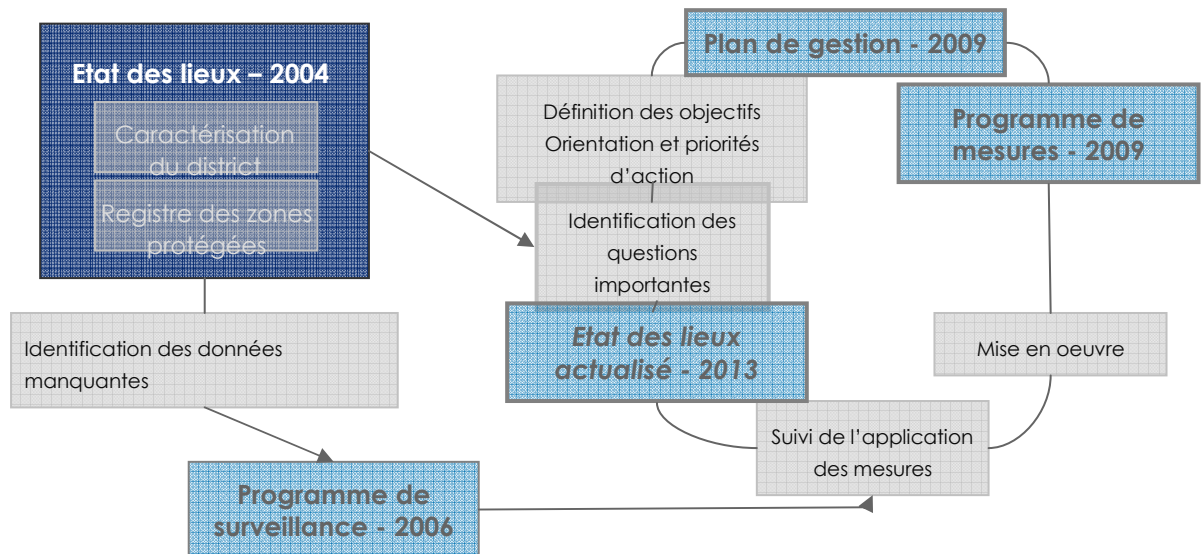 Etat des lieux – 2004
Caractérisation
du district
Registre des zones
protégées
Identification des données
manquantes
Programme de
surveillance - 2006
Plan de gestion - 2009
Définition des objectifs
Orientation et priorités
d’action
Identification des
questions
importantes
Etat des lieux
actualisé - 2013
Programme de
mesures - 2009
Mise en oeuvre
Suivi de l’application
des mesures